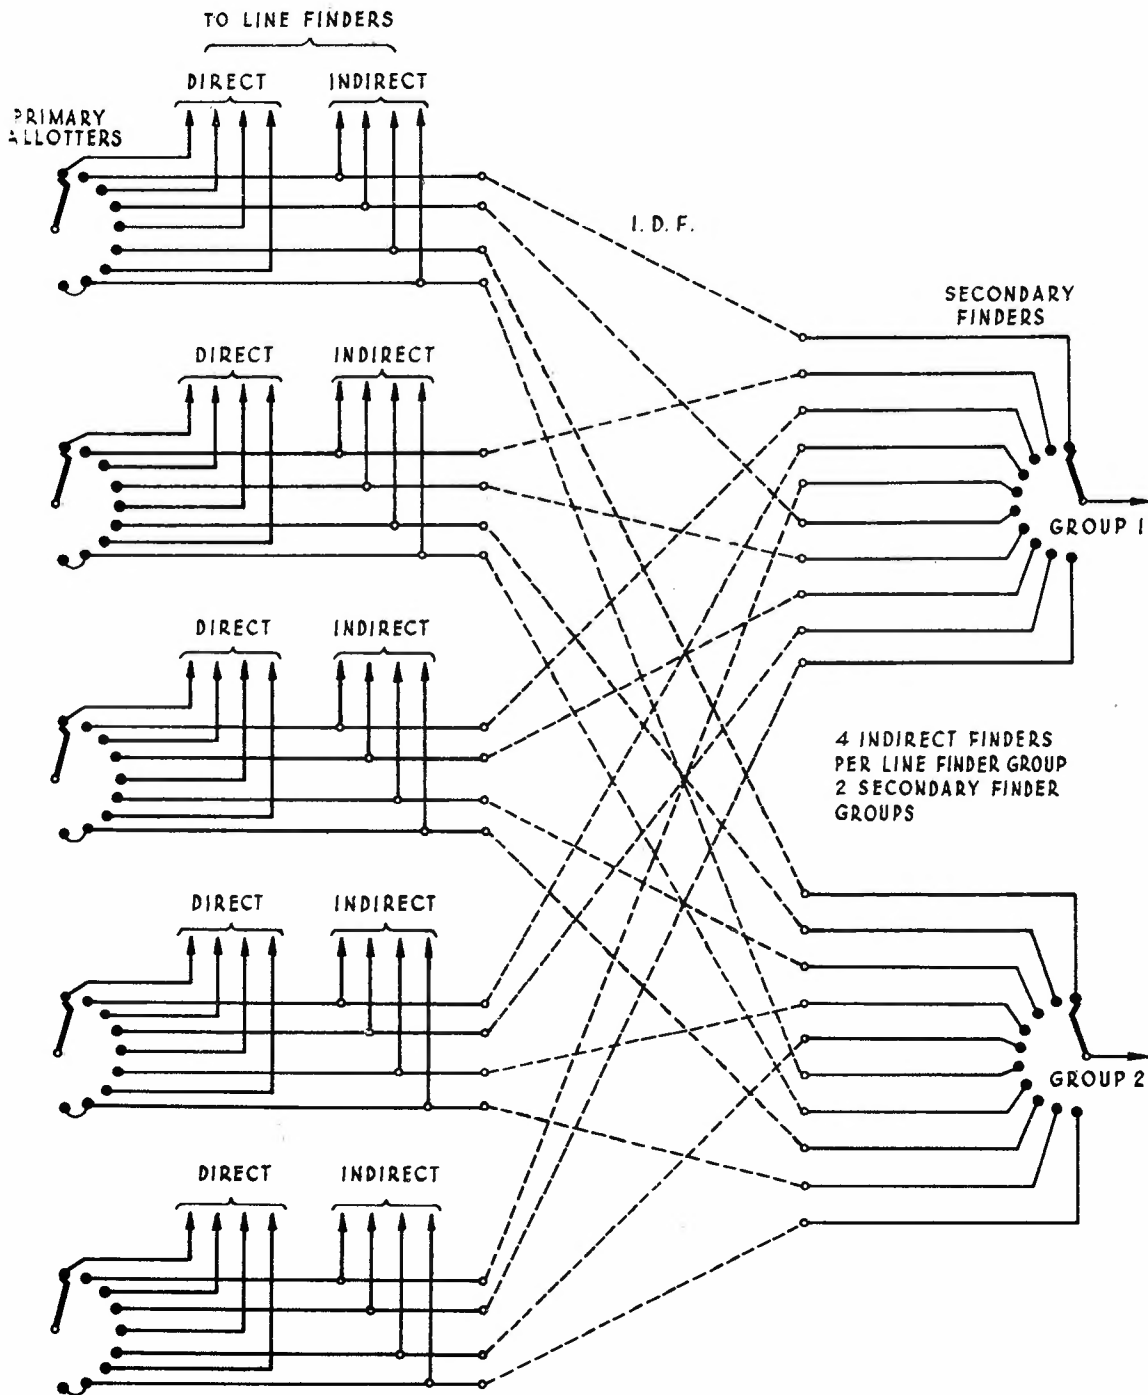 TO LINE FINDERS
DIRECT INDIRECT
PRIMARY
ALLOTTERS
I. D. F.
SECONDARY
FINDERS
DIRECT INDIRECT
GROUP 1
DIRECT INDIRECT
4 INDIRECT FINDERS
PER LINE FINDER GROUP
2 SECONDARY FINDER
GROUPS
DIRECT INDIRECT
GROUP 2
DIRECT INDIRECT